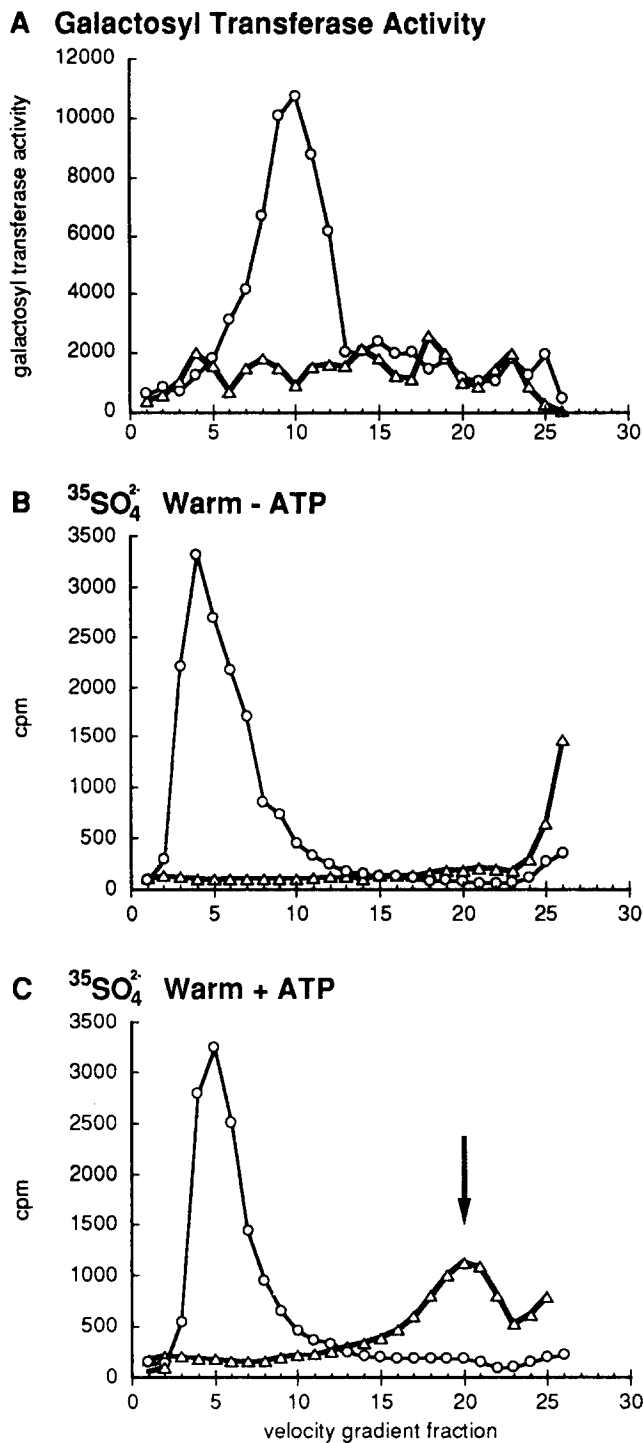 A Galactosyl Transferase Activity
galactosyl transferase activity
12000
10000
8000
6000
4000
2000
0
0 5 10 15 20 25 30
B ³⁵SO₄²⁻ Warm - ATP
cpm
3500
3000
2500
2000
1500
1000
500
0
0 5 10 15 20 25 30
C ³⁵SO₄²⁻ Warm + ATP
cpm
3500
3000
2500
2000
1500
1000
500
0
0 5 10 15 20 25 30
velocity gradient fraction